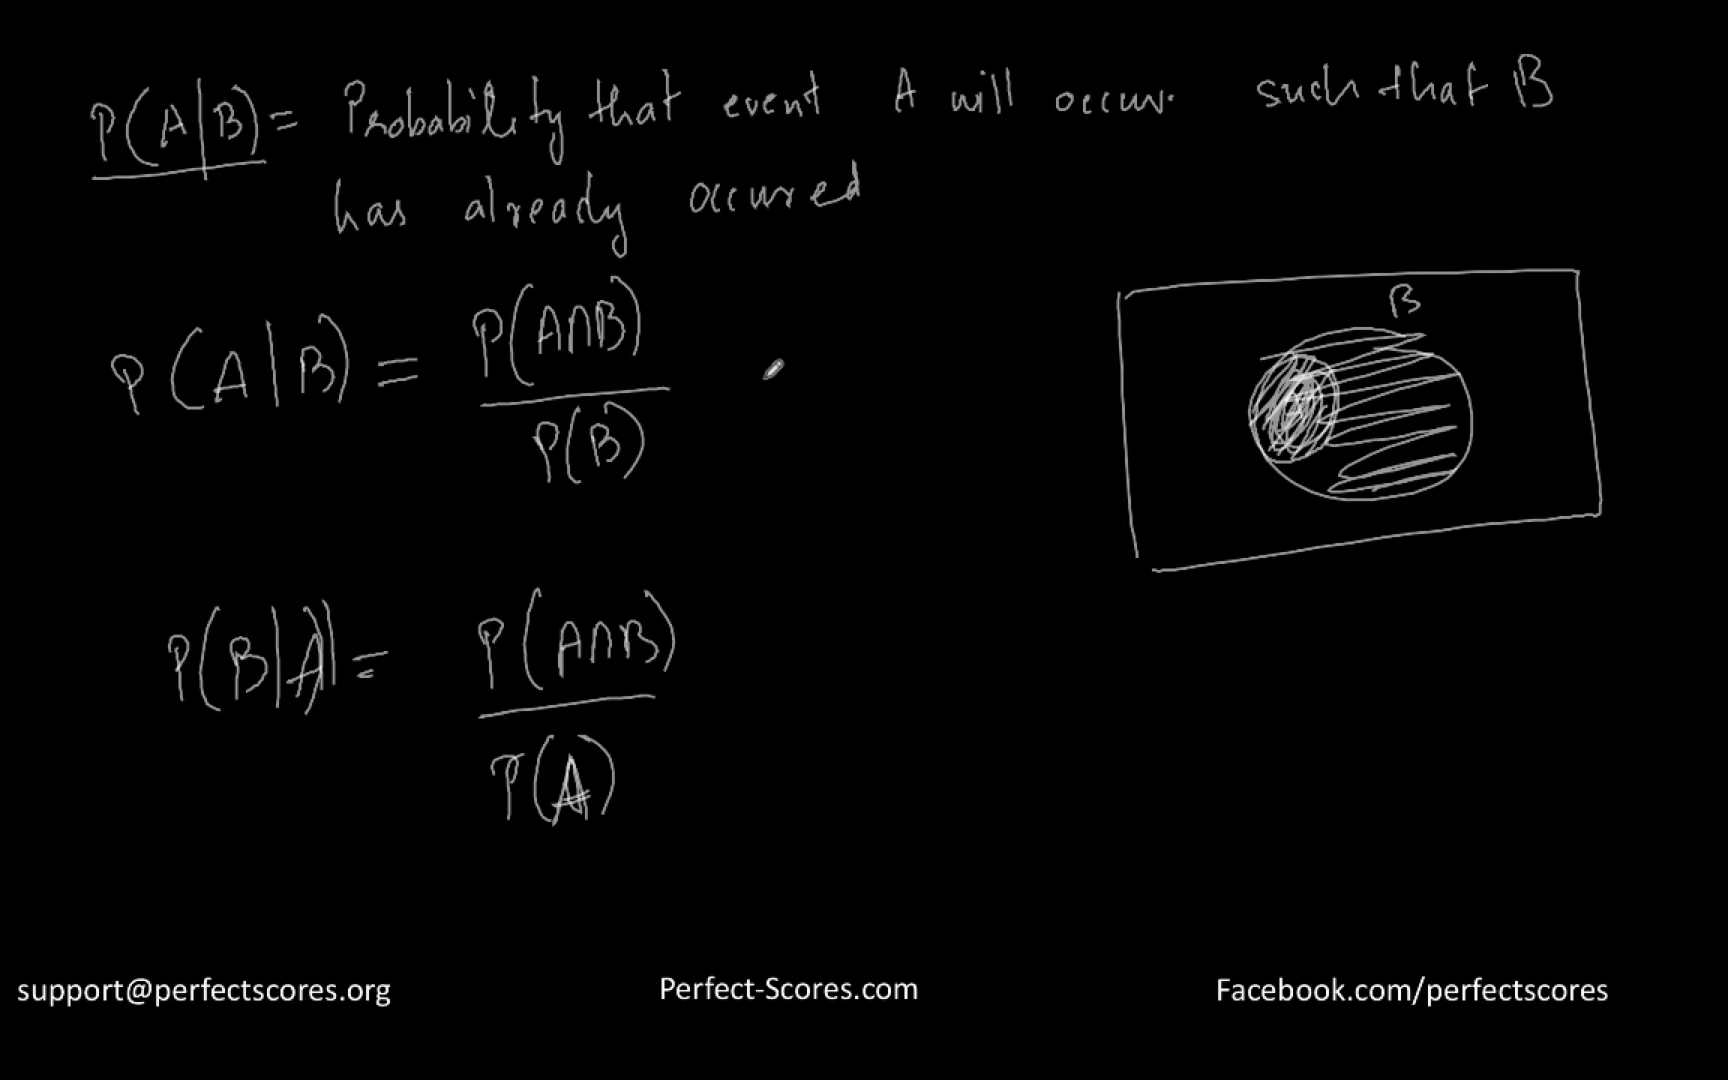 P(A|B) = Probability that event A will occur such that B
has already occured
P(A|B) = P(A∩B)
P(B)
B
P(B|A) = P(A∩B)
P(A)
support@perfectscores.org
Perfect-Scores.com
Facebook.com/perfectscores